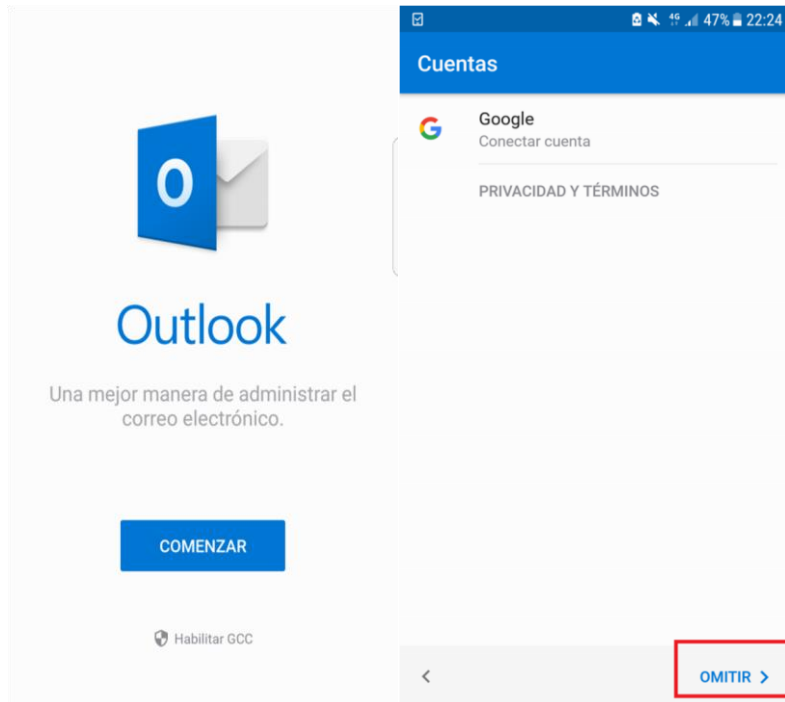 O
Outlook
Una mejor manera de administrar el
correo electrónico.
COMENZAR
Habilitar GCC
4G 47% 22:24
Cuentas
G
Google
Conectar cuenta
PRIVACIDAD Y TÉRMINOS
OMITIR